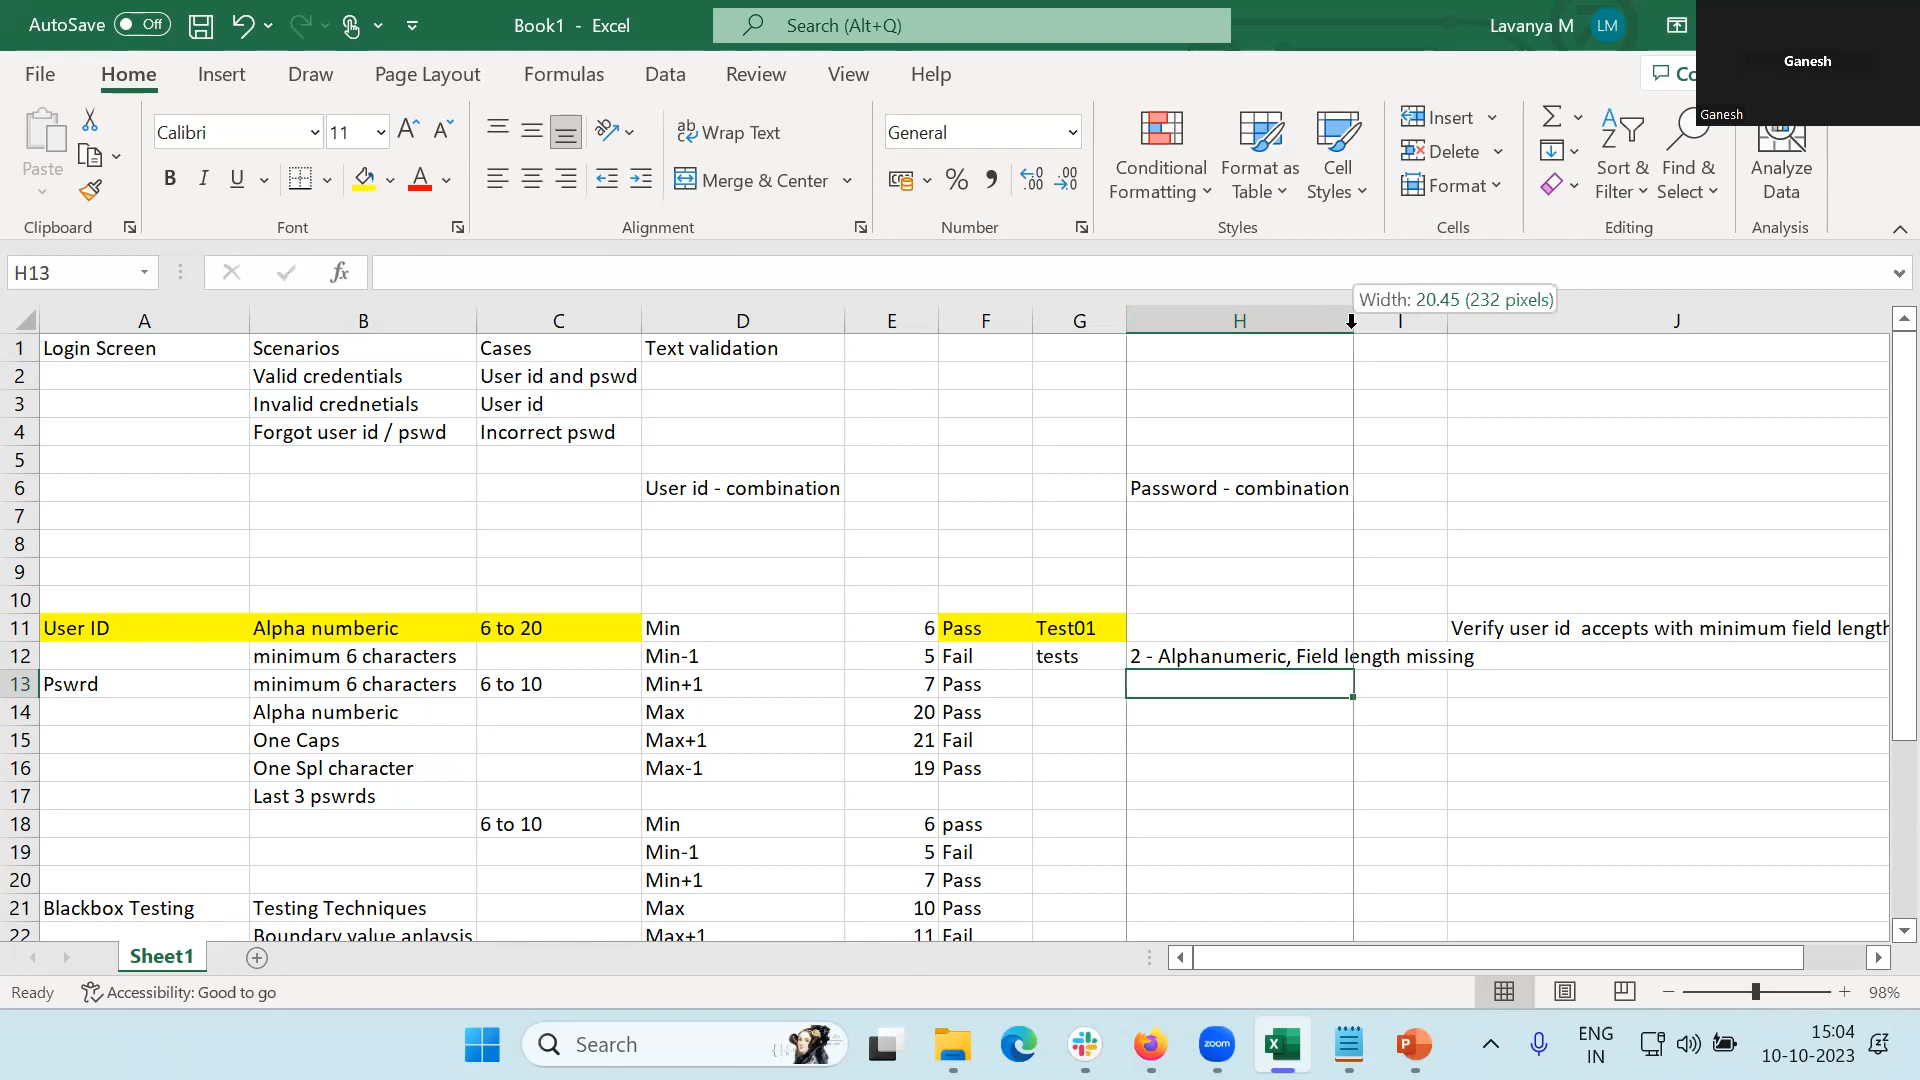 AutoSave Off Book1 - Excel Search (Alt+Q) Lavanya M LM
Ganesh
Ganesh
File Home Insert Draw Page Layout Formulas Data Review View Help Co
Paste Calibri 11 A A ab Wrap Text General Conditional Formatting Format as Table Cell Styles Insert Delete Format Sort & Filter Find & Select Analyze Data
B I U A Merge & Center % 9 .00 .00
Clipboard Font Alignment Number Styles Cells Editing Analysis
H13 fx
Width: 20.45 (232 pixels)
A B C D E F G H I J
1 Login Screen Scenarios Cases Text validation
2 Valid credentials User id and pswd
3 Invalid crednetials User id
4 Forgot user id / pswd Incorrect pswd
5
6 User id - combination Password - combination
7
8
9
10
11 User ID Alpha numberic 6 to 20 Min 6 Pass Test01 Verify user id accepts with minimum field length
12 minimum 6 characters Min-1 5 Fail tests 2 - Alphanumeric, Field length missing
13 Pswrd minimum 6 characters 6 to 10 Min+1 7 Pass
14 Alpha numberic Max 20 Pass
15 One Caps Max+1 21 Fail
16 One Spl character Max-1 19 Pass
17 Last 3 pswrds
18 6 to 10 Min 6 pass
19 Min-1 5 Fail
20 Min+1 7 Pass
21 Blackbox Testing Testing Techniques Max 10 Pass
22 Boundary value anlaysis Max+1 11 Fail
Sheet1
Ready Accessibility: Good to go 98%
Search zoom ENG IN 15:04 10-10-2023